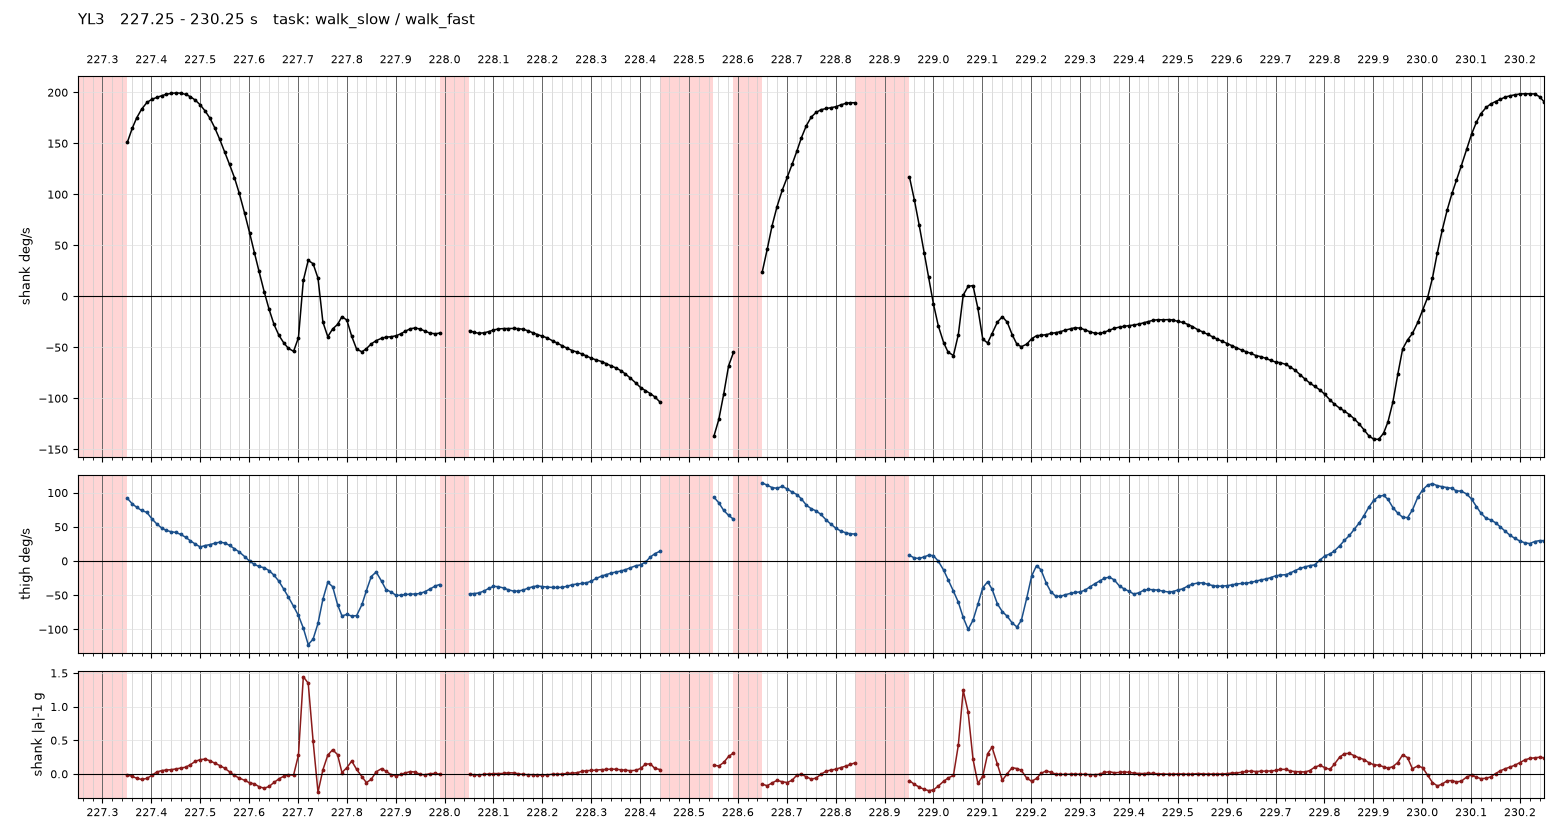 YL3   227.25 - 230.25 s   task: walk_slow / walk_fast
227.3 227.4 227.5 227.6 227.7 227.8 227.9 228.0 228.1 228.2 228.3 228.4 228.5 228.6 228.7 228.8 228.9 229.0 229.1 229.2 229.3 229.4 229.5 229.6 229.7 229.8 229.9 230.0 230.1 230.2
shank deg/s
200
150
100
50
0
−50
−100
−150
thigh deg/s
100
50
0
−50
−100
shank |a|-1 g
1.5
1.0
0.5
0.0
227.3 227.4 227.5 227.6 227.7 227.8 227.9 228.0 228.1 228.2 228.3 228.4 228.5 228.6 228.7 228.8 228.9 229.0 229.1 229.2 229.3 229.4 229.5 229.6 229.7 229.8 229.9 230.0 230.1 230.2